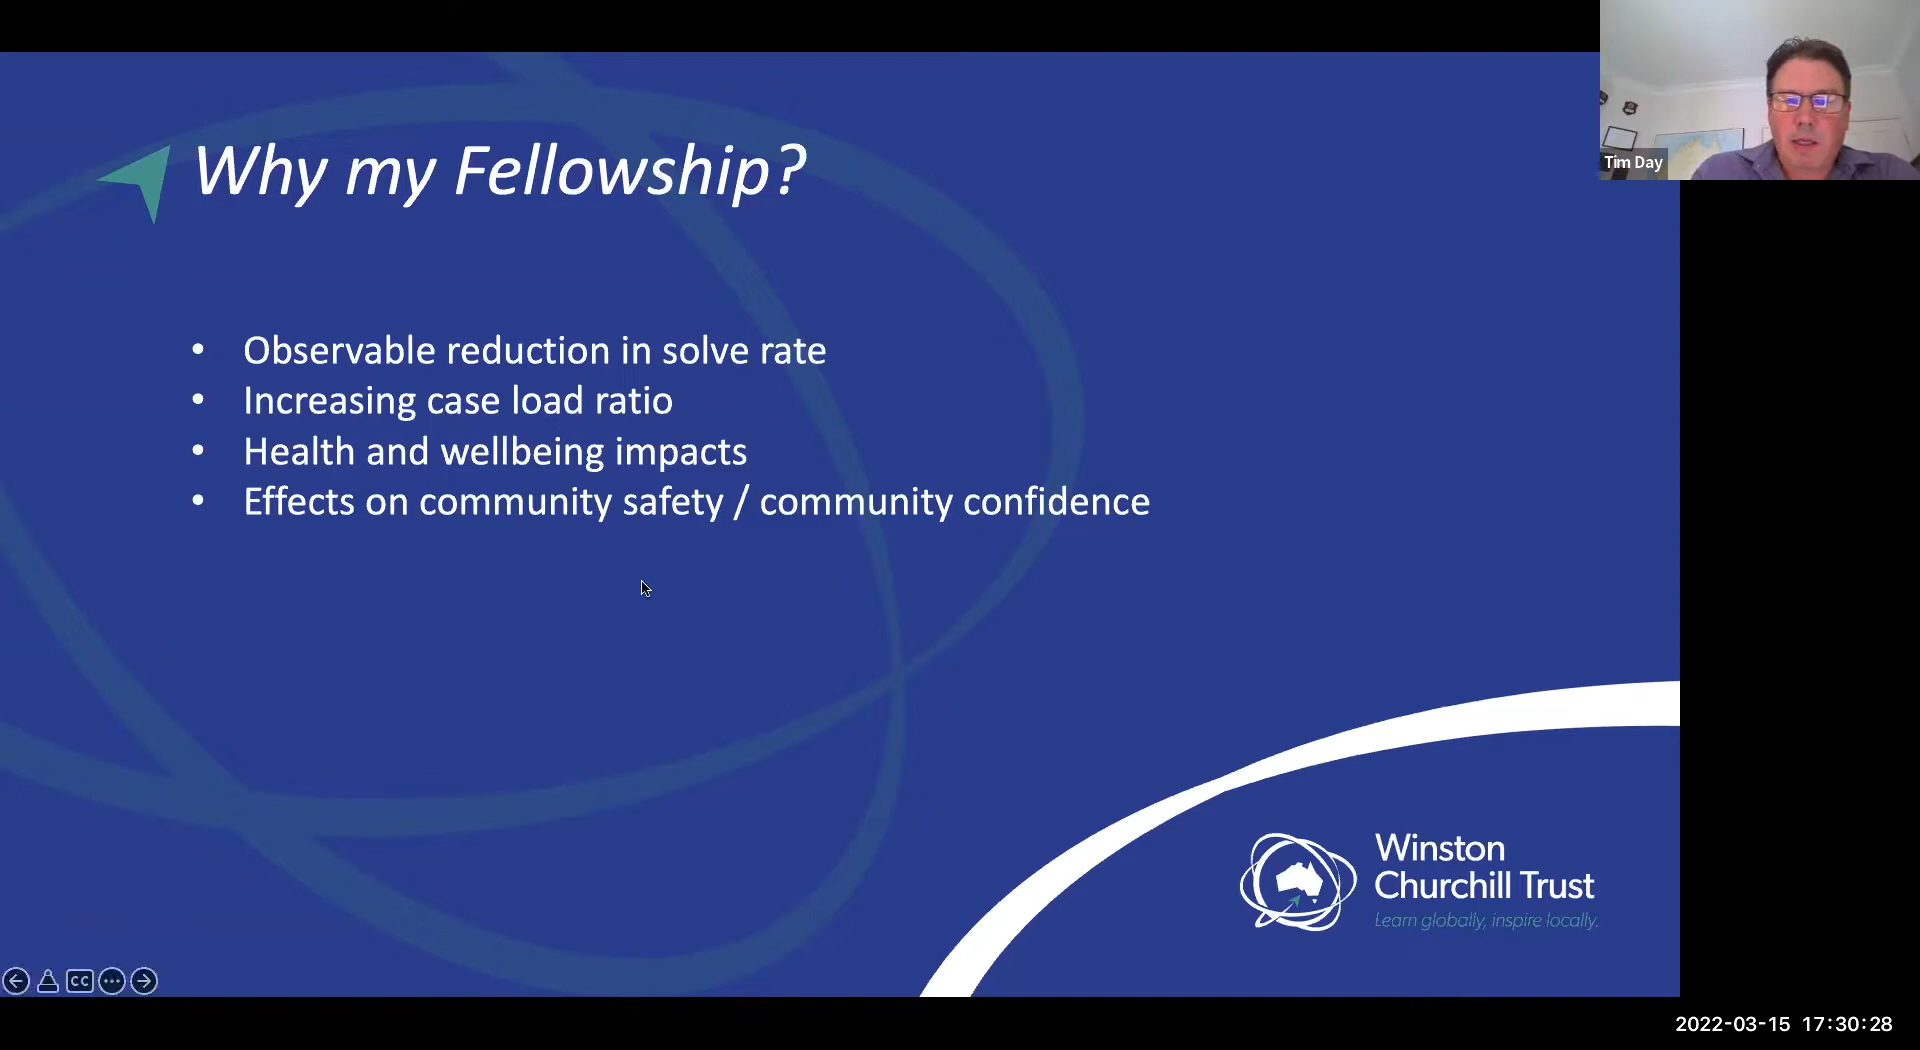 Why my Fellowship?
• Observable reduction in solve rate
• Increasing case load ratio
• Health and wellbeing impacts
• Effects on community safety / community confidence
Tim Day
Winston
Churchill Trust
Learn globally, inspire locally.
CC
2022-03-15 17:30:28